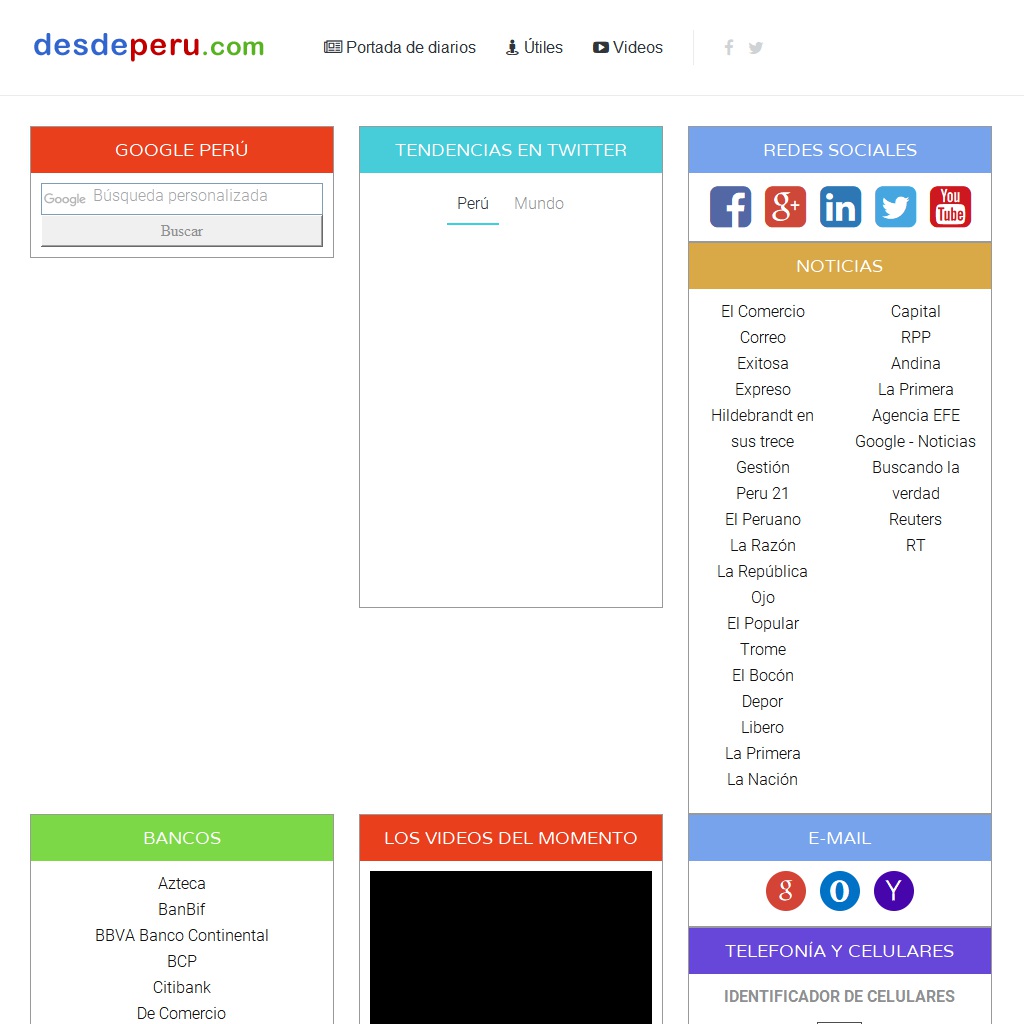 desdeperu.com
Portada de diarios
Útiles
Videos
GOOGLE PERÚ
Google Búsqueda personalizada
Buscar
TENDENCIAS EN TWITTER
Perú Mundo
REDES SOCIALES
f
g+
in
You
Tube
NOTICIAS
El Comercio
Correo
Exitosa
Expreso
Hildebrandt en
sus trece
Gestión
Peru 21
El Peruano
La Razón
La República
Ojo
El Popular
Trome
El Bocón
Depor
Libero
La Primera
La Nación
Capital
RPP
Andina
La Primera
Agencia EFE
Google - Noticias
Buscando la
verdad
Reuters
RT
BANCOS
Azteca
BanBif
BBVA Banco Continental
BCP
Citibank
De Comercio
LOS VIDEOS DEL MOMENTO
E-MAIL
g
O
Y
TELEFONÍA Y CELULARES
IDENTIFICADOR DE CELULARES